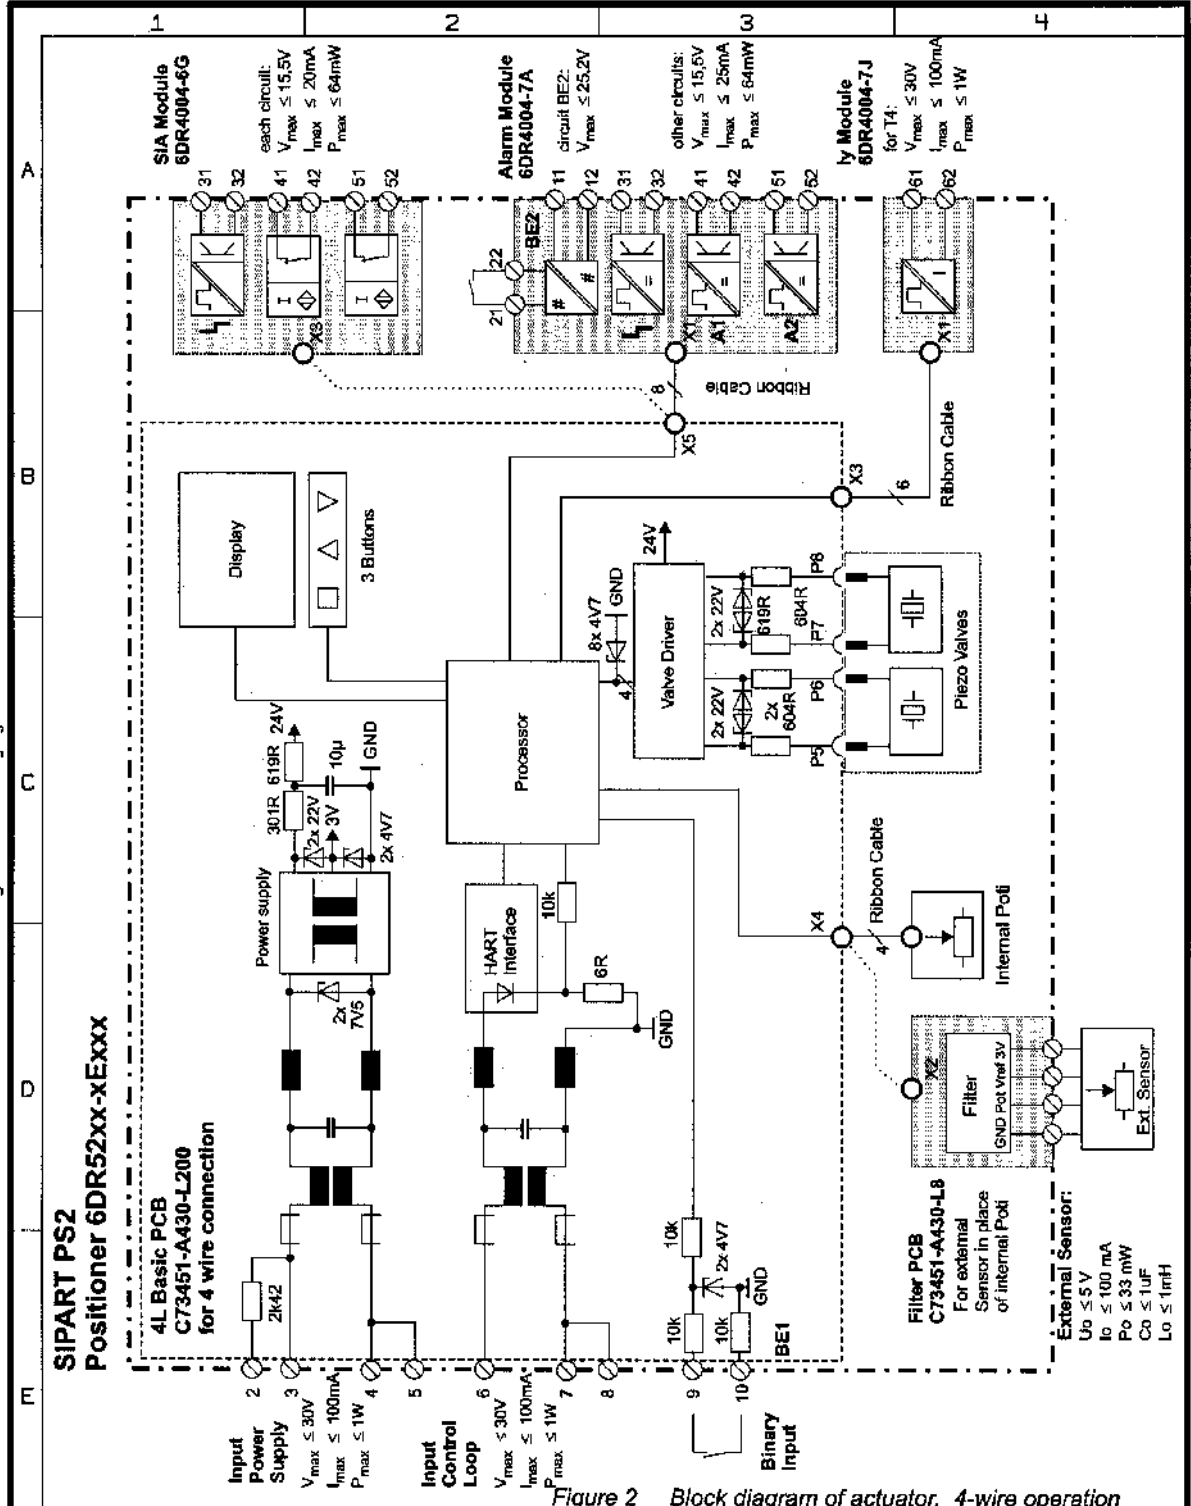 1
2
3
4
A
B
C
D
E
SIA Module
6DR4004-6G
each circuit:
Vmax ≤ 15,5V
Imax ≤ 20mA
Pmax ≤ 64mW
Alarm Module
6DR4004-7A
circuit BE2:
Vmax ≤ 25,2V
other circuits:
Vmax ≤ 15,5V
Imax ≤ 25mA
Pmax ≤ 64mW
Iy Module
6DR4004-7J
for T4:
Vmax ≤ 30V
Imax ≤ 100mA
Pmax ≤ 1W
31
32
41
42
51
52
11
12
31
32
41
42
51
52
61
62
BE2
22
21
#
#
=
=
=
I
I
I
A1
A2
X3
X1
X1
8
Ribbon Cable
X5
X3
6
Ribbon Cable
Display
3 Buttons
Processor
8x 4V7
GND
4
Valve Driver
24V
2x 22V
2x 22V
619R
604R
2x
604R
P8
P7
P6
P5
Piezo Valves
24V
619R
301R
10µ
GND
2x 22V
3V
2x 4V7
Power supply
2x
7V5
HART
Interface
10k
6R
GND
X4
4
Ribbon Cable
Internal Poti
X2
Filter
GND Pot Vref 3V
Ext. Sensor
Filter PCB
C73451-A430-L8
For external
Sensor in place
of internal Poti
External Sensor:
Uo ≤ 5 V
Io ≤ 100 mA
Po ≤ 33 mW
Co ≤ 1uF
Lo ≤ 1mH
SIPART PS2
Positioner 6DR52xx-xExxx
4L Basic PCB
C73451-A430-L200
for 4 wire connection
2k42
10k
10k
10k
2x 4V7
GND
BE1
2
3
4
5
6
7
8
9
10
Input
Power
Supply
Vmax ≤ 30V
Imax ≤ 100mA
Pmax ≤ 1W
Input
Control
Loop
Vmax ≤ 30V
Imax ≤ 100mA
Pmax ≤ 1W
Binary
Input
Figure 2 Block diagram of actuator, 4-wire operation